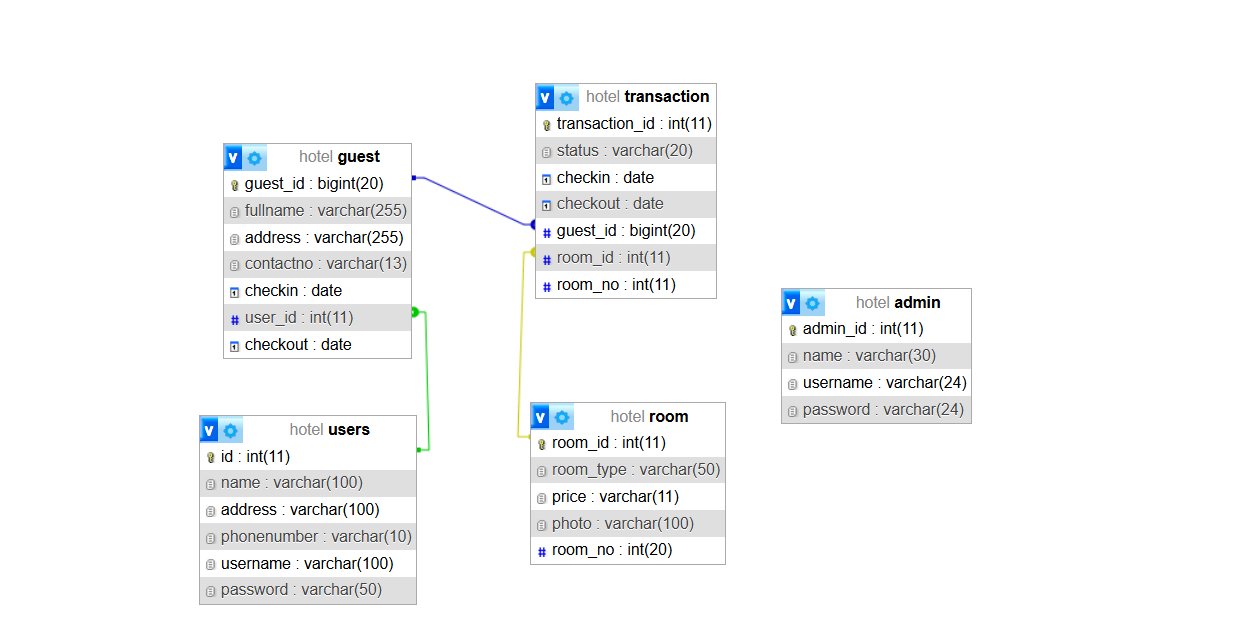 hotel transaction
transaction_id : int(11)
status : varchar(20)
checkin : date
checkout : date
guest_id : bigint(20)
room_id : int(11)
room_no : int(11)
hotel guest
guest_id : bigint(20)
fullname : varchar(255)
address : varchar(255)
contactno : varchar(13)
checkin : date
user_id : int(11)
checkout : date
hotel admin
admin_id : int(11)
name : varchar(30)
username : varchar(24)
password : varchar(24)
hotel users
id : int(11)
name : varchar(100)
address : varchar(100)
phonenumber : varchar(10)
username : varchar(100)
password : varchar(50)
hotel room
room_id : int(11)
room_type : varchar(50)
price : varchar(11)
photo : varchar(100)
room_no : int(20)